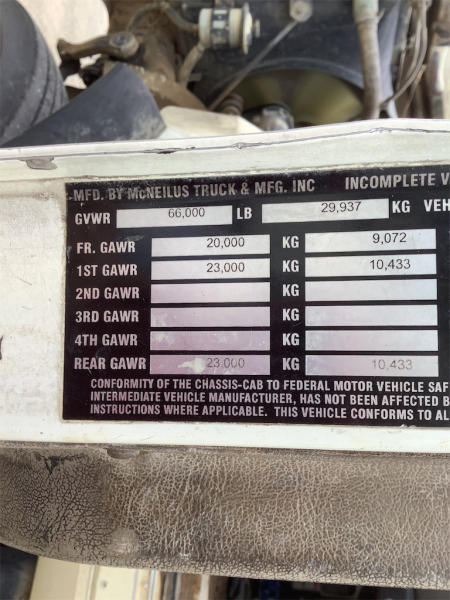 MFD. BY McNEILUS TRUCK & MFG. INC INCOMPLETE V
GVWR 66,000 LB 29,937 KG VEH
FR. GAWR 20,000 KG 9,072
1ST GAWR 23,000 KG 10,433
2ND GAWR KG
3RD GAWR KG
4TH GAWR KG
REAR GAWR 23,000 KG 10,433
CONFORMITY OF THE CHASSIS-CAB TO FEDERAL MOTOR VEHICLE SAF
INTERMEDIATE VEHICLE MANUFACTURER, HAS NOT BEEN AFFECTED B
INSTRUCTIONS WHERE APPLICABLE. THIS VEHICLE CONFORMS TO AL